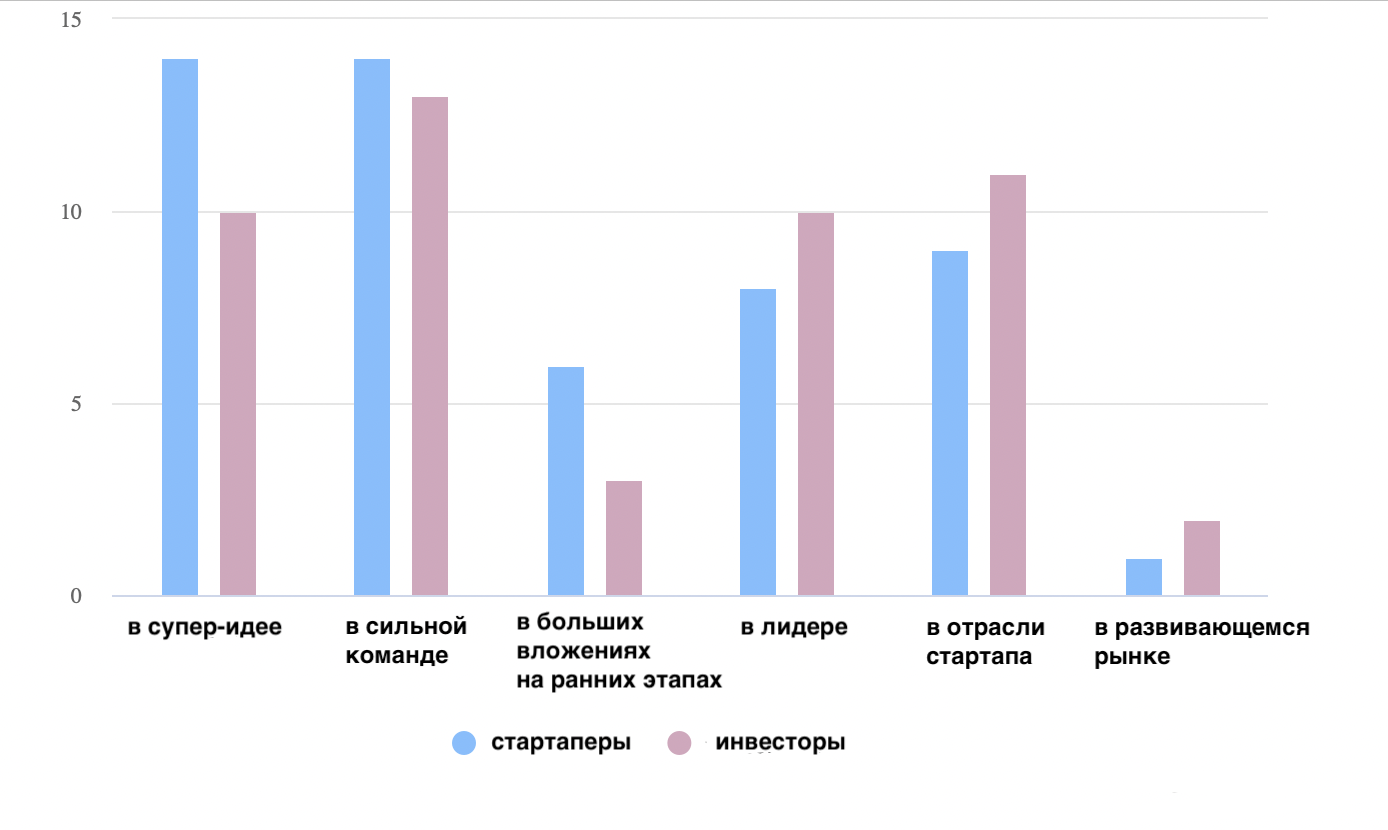 15
10
5
0
в супер-идее
в сильной
команде
в больших
вложениях
на ранних этапах
в лидере
в отрасли
стартапа
в развивающемся
рынке
стартаперы
инвесторы